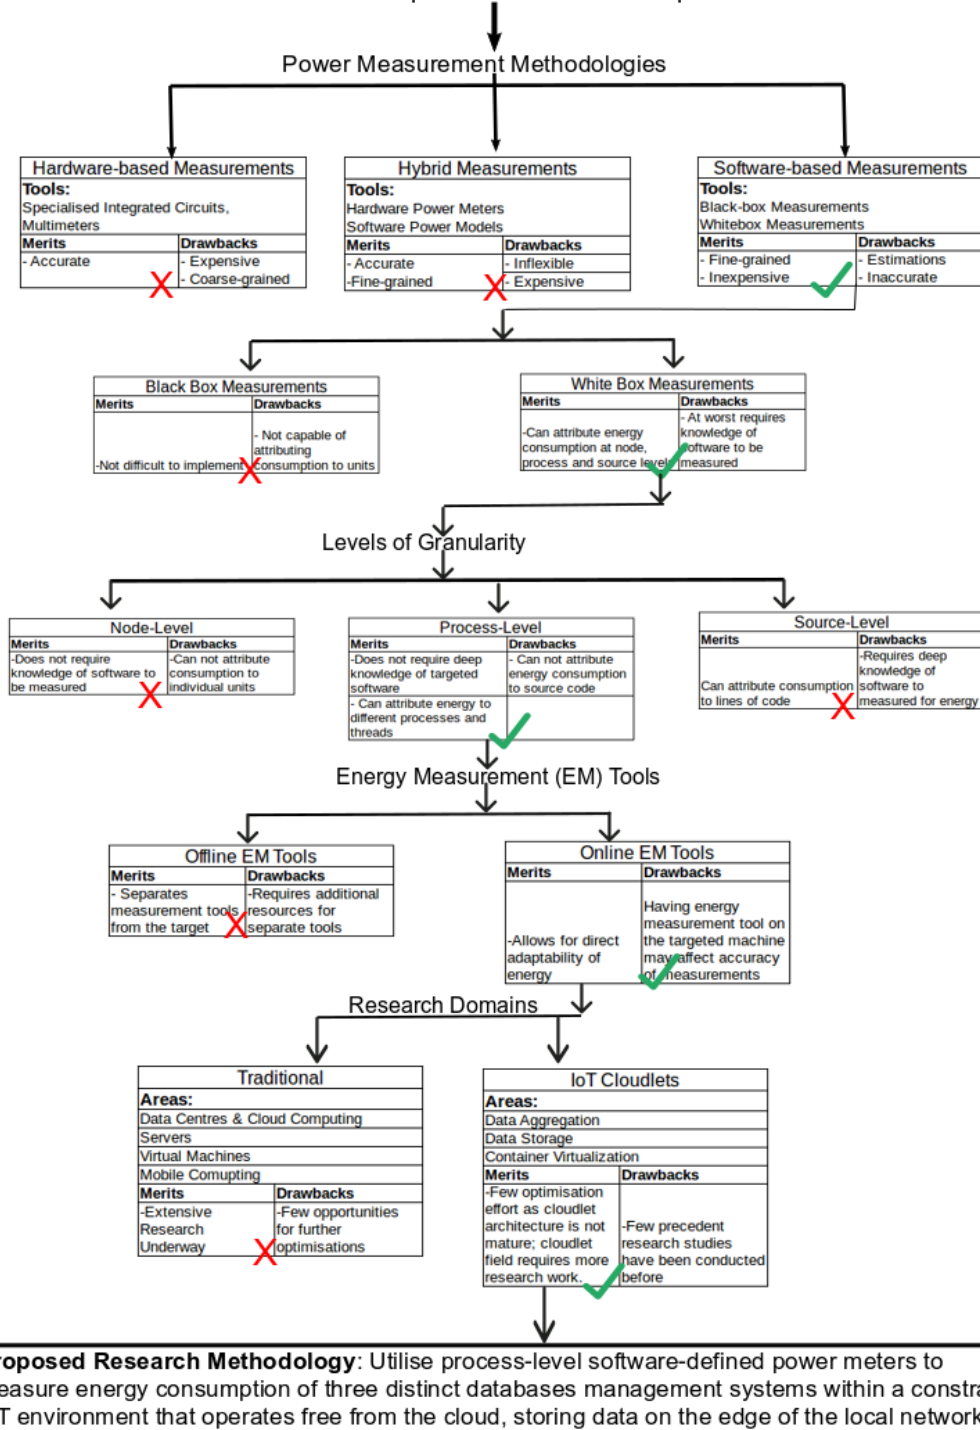 Power Measurement Methodologies
Hardware-based Measurements
Tools:
Specialised Integrated Circuits,
Multimeters
Merits Drawbacks
- Accurate - Expensive
- Coarse-grained
Hybrid Measurements
Tools:
Hardware Power Meters
Software Power Models
Merits Drawbacks
- Accurate - Inflexible
-Fine-grained - Expensive
Software-based Measurements
Tools:
Black-box Measurements
Whitebox Measurements
Merits Drawbacks
- Fine-grained - Estimations
- Inexpensive - Inaccurate
Black Box Measurements
Merits Drawbacks
-Not difficult to implement
- Not capable of
attributing
consumption to units
White Box Measurements
Merits Drawbacks
-Can attribute energy
consumption at node,
process and source level
- At worst requires
knowledge of
software to be
measured
Levels of Granularity
Node-Level
Merits Drawbacks
-Does not require
knowledge of software to
be measured
-Can not attribute
consumption to
individual units
Process-Level
Merits Drawbacks
-Does not require deep
knowledge of targeted
software
- Can not attribute
energy consumption
to source code
- Can attribute energy to
different processes and
threads
Source-Level
Merits Drawbacks
Can attribute consumption
to lines of code
-Requires deep
knowledge of
software to
measured for energy
Energy Measurement (EM) Tools
Offline EM Tools
Merits Drawbacks
- Separates
measurement tools
from the target
-Requires additional
resources for
separate tools
Online EM Tools
Merits Drawbacks
-Allows for direct
adaptability of
energy
Having energy
measurement tool on
the targeted machine
may affect accuracy
of measurements
Research Domains
Traditional
Areas:
Data Centres & Cloud Computing
Servers
Virtual Machines
Mobile Comupting
Merits Drawbacks
-Extensive
Research
Underway
-Few opportunities
for further
optimisations
IoT Cloudlets
Areas:
Data Aggregation
Data Storage
Container Virtualization
Merits Drawbacks
-Few optimisation
effort as cloudlet
architecture is not
mature; cloudlet
field requires more
research work.
-Few precedent
research studies
have been conducted
before
roposed Research Methodology: Utilise process-level software-defined power meters to
easure energy consumption of three distinct databases management systems within a constra
T environment that operates free from the cloud, storing data on the edge of the local network